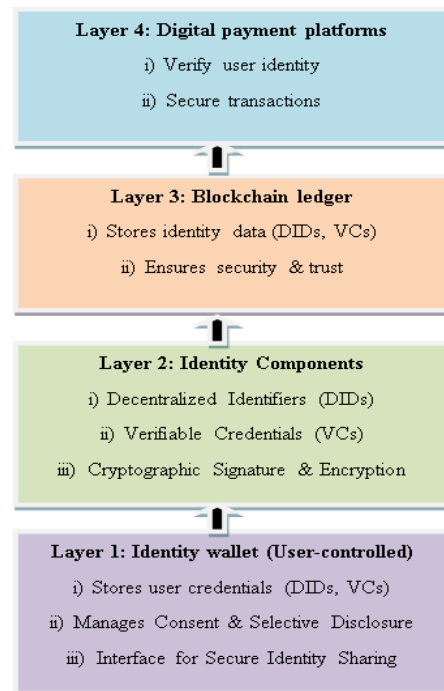 Layer 4: Digital payment platforms
i) Verify user identity
ii) Secure transactions
Layer 3: Blockchain ledger
i) Stores identity data (DIDs, VCs)
ii) Ensures security & trust
Layer 2: Identity Components
i) Decentralized Identifiers (DIDs)
ii) Verifiable Credentials (VCs)
iii) Cryptographic Signature & Encryption
Layer 1: Identity wallet (User-controlled)
i) Stores user credentials (DIDs, VCs)
ii) Manages Consent & Selective Disclosure
iii) Interface for Secure Identity Sharing